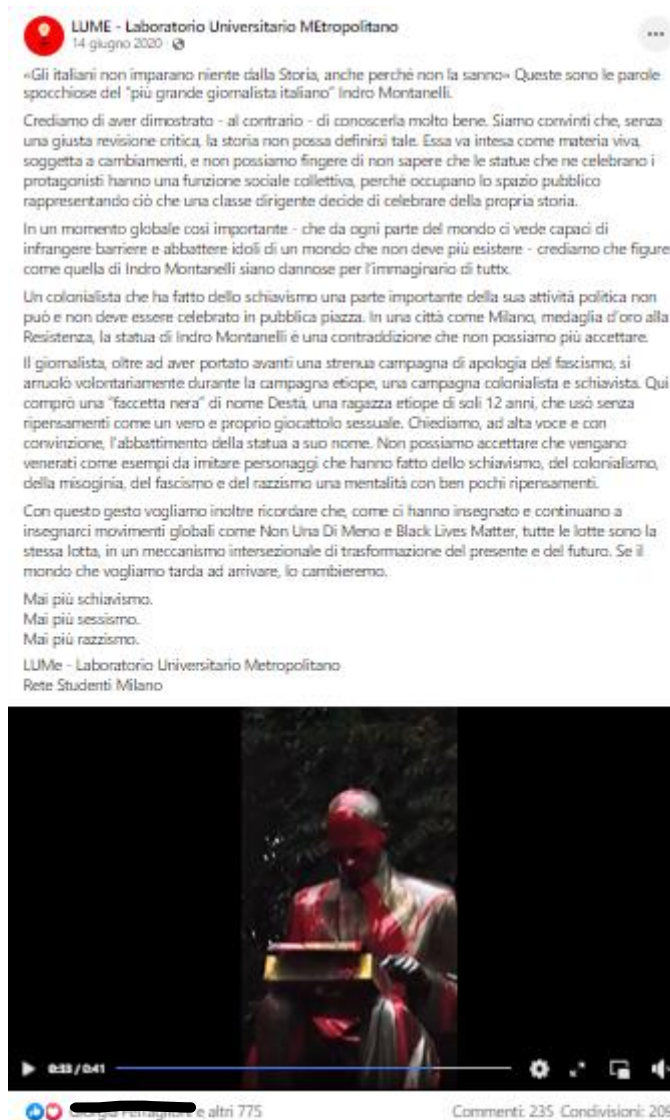 LUME - Laboratorio Universitario MEtropolitano
14 giugno 2020 ·
«Gli italiani non imparano niente dalla Storia, anche perché non la sanno» Queste sono le parole
spocchiose del "più grande giornalista italiano" Indro Montanelli.
Crediamo di aver dimostrato - al contrario - di conoscerla molto bene. Siamo convinti che, senza
una giusta revisione critica, la storia non possa definirsi tale. Essa va intesa come materia viva,
soggetta a cambiamenti, e non possiamo fingere di non sapere che le statue che ne celebrano i
protagonisti hanno una funzione sociale collettiva, perché occupano lo spazio pubblico
rappresentando ciò che una classe dirigente decide di celebrare della propria storia.
In un momento globale così importante - che da ogni parte del mondo ci vede capaci di
infrangere barriere e abbattere idoli di un mondo che non deve più esistere - crediamo che figure
come quella di Indro Montanelli siano dannose per l'immaginario di tuttx.
Un colonialista che ha fatto dello schiavismo una parte importante della sua attività politica non
può e non deve essere celebrato in pubblica piazza. In una città come Milano, medaglia d'oro alla
Resistenza, la statua di Indro Montanelli è una contraddizione che non possiamo più accettare.
Il giornalista, oltre ad aver portato avanti una strenua campagna di apologia del fascismo, si
arruolò volontariamente durante la campagna etiope, una campagna colonialista e schiavista. Qui
comprò una "faccetta nera" di nome Destà, una ragazza etiope di soli 12 anni, che usò senza
ripensamenti come un vero e proprio giocattolo sessuale. Chiediamo, ad alta voce e con
convinzione, l'abbattimento della statua a suo nome. Non possiamo accettare che vengano
venerati come esempi da imitare personaggi che hanno fatto dello schiavismo, del colonialismo,
della misoginia, del fascismo e del razzismo una mentalità con ben pochi ripensamenti.
Con questo gesto vogliamo inoltre ricordare che, come ci hanno insegnato e continuano a
insegnarci movimenti globali come Non Una Di Meno e Black Lives Matter, tutte le lotte sono la
stessa lotta, in un meccanismo intersezionale di trasformazione del presente e del futuro. Se il
mondo che vogliamo tarda ad arrivare, lo cambieremo.
Mai più schiavismo.
Mai più sessismo.
Mai più razzismo.
LUMe - Laboratorio Universitario Metropolitano
Rete Studenti Milano
0:33 / 0:41
e altri 775
Commenti: 235 Condivisioni: 209